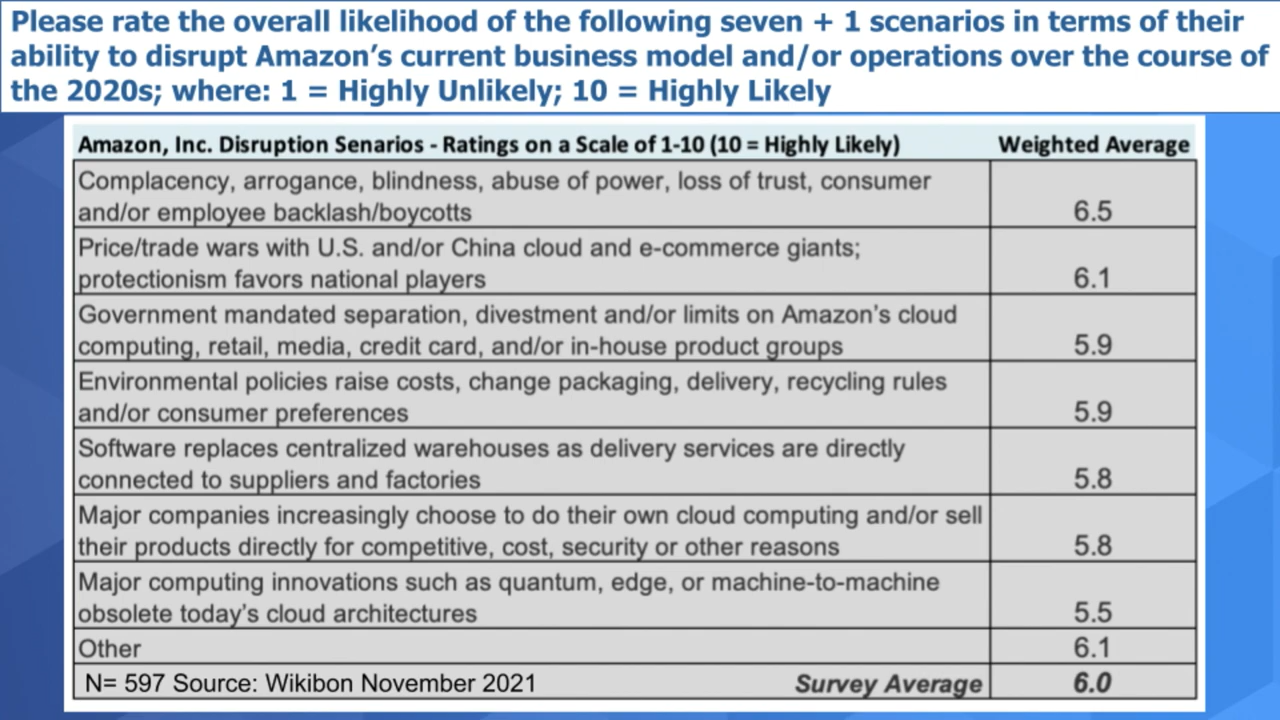 Please rate the overall likelihood of the following seven + 1 scenarios in terms of their
ability to disrupt Amazon’s current business model and/or operations over the course of
the 2020s; where: 1 = Highly Unlikely; 10 = Highly Likely
Amazon, Inc. Disruption Senarios - Ratings on a Scale of 1-10 (10 = Highly Likely) Weighted Average
Complacency, arrogance, blindness, abuse of power, loss of trust, consumer
and/or employee backlash/boycotts 6.5
Price/trade wars with U.S. and/or China cloud and e-commerce giants;
protectionism favors national players 6.1
Government mandated separation, divestment and/or limits on Amazon’s cloud
computing, retail, media, credit card, and/or in-house product groups 5.9
Environmental policies raise costs, change packaging, delivery, recycling rules
and/or consumer preferences 5.9
Software replaces centralized warehouses as delivery services are directly
connected to suppliers and factories 5.8
Major companies increasingly choose to do their own cloud computing and/or sell
their products directly for competitive, cost, security or other reasons 5.8
Major computing innovations such as quantum, edge, or machine-to-machine
obsolete today’s cloud architectures 5.5
Other 6.1
N= 597 Source: Wikibon November 2021 Survey Average 6.0